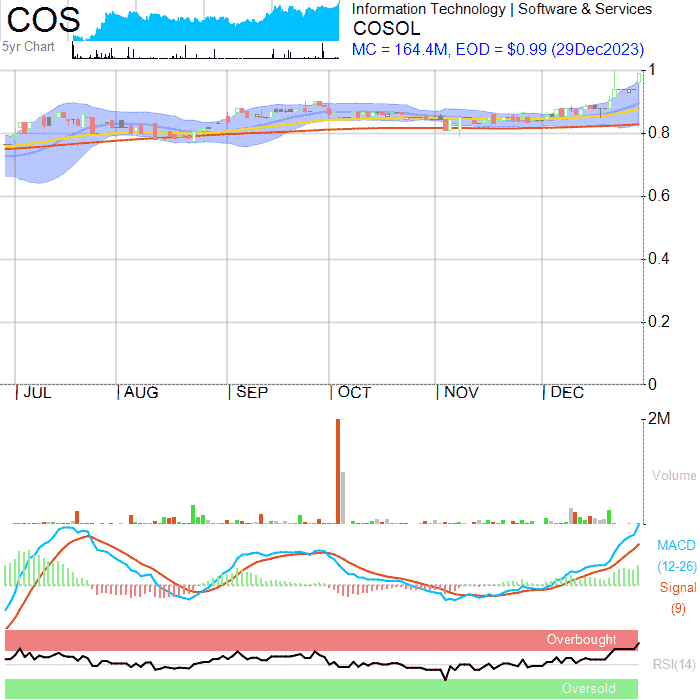 COS
5yr Chart
Information Technology | Software & Services
COSOL
MC = 164.4M, EOD = $0.99 (29Dec2023)
1
0.8
0.6
0.4
0.2
0
JUL AUG SEP OCT NOV DEC
2M
Volume
MACD
(12-26)
Signal
(9)
Overbought
RSI(14)
Oversold